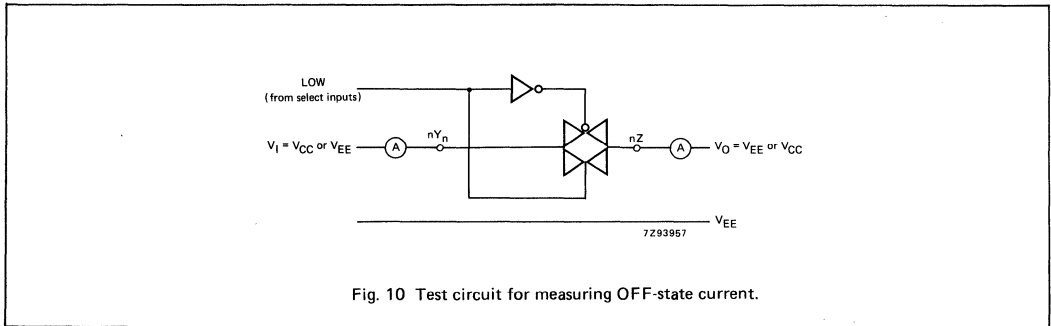 LOW
(from select inputs)
V_I = V_CC or V_EE
A
nY_n
nZ
A
V_O = V_EE or V_CC
V_EE
7Z93957
Fig. 10 Test circuit for measuring OFF-state current.